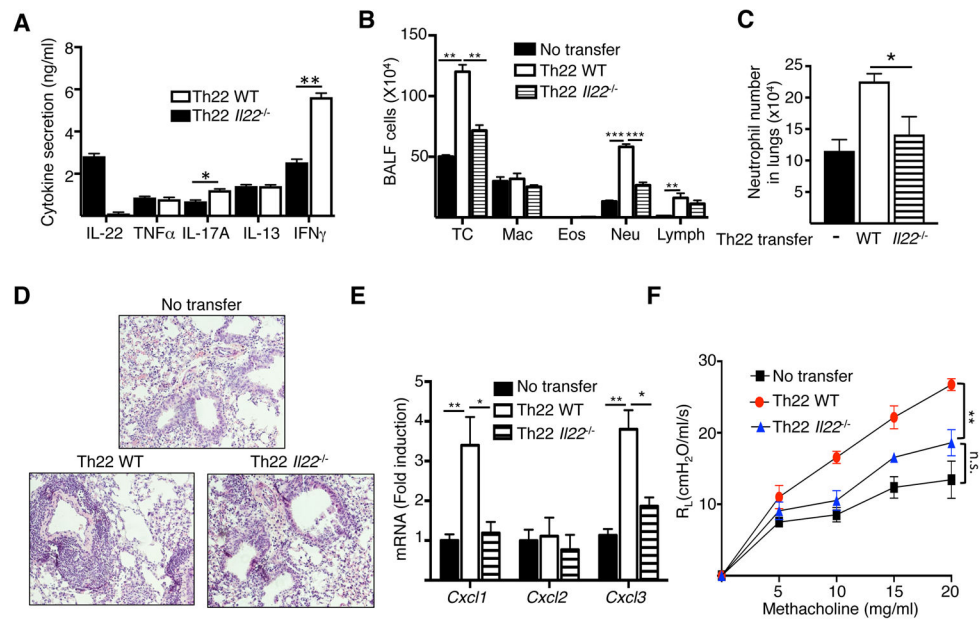 A
Cytokine secretion (ng/ml)
8
6
4
2
Th22 WT
Th22 Il22-/-
**
*
IL-22 TNFα IL-17A IL-13 IFNγ
B
BALF cells (X10⁴)
150
100
50
No transfer
Th22 WT
Th22 Il22-/-
** **
*** ***
**
TC Mac Eos Neu Lymph
C
Neutrophil number
in lungs (x10⁴)
25
20
15
10
5
*
Th22 transfer - WT Il22-/-
D
No transfer
Th22 WT
Th22 Il22-/-
E
mRNA (Fold induction)
5
4
3
2
1
0
No transfer
Th22 WT
Th22 Il22-/-
** *
** *
Cxcl1 Cxcl2 Cxcl3
F
R_L(cmH₂O/ml/s)
30
20
10
0
No transfer
Th22 WT
Th22 Il22-/-
**
n.s.
5 10 15 20
Methacholine (mg/ml)